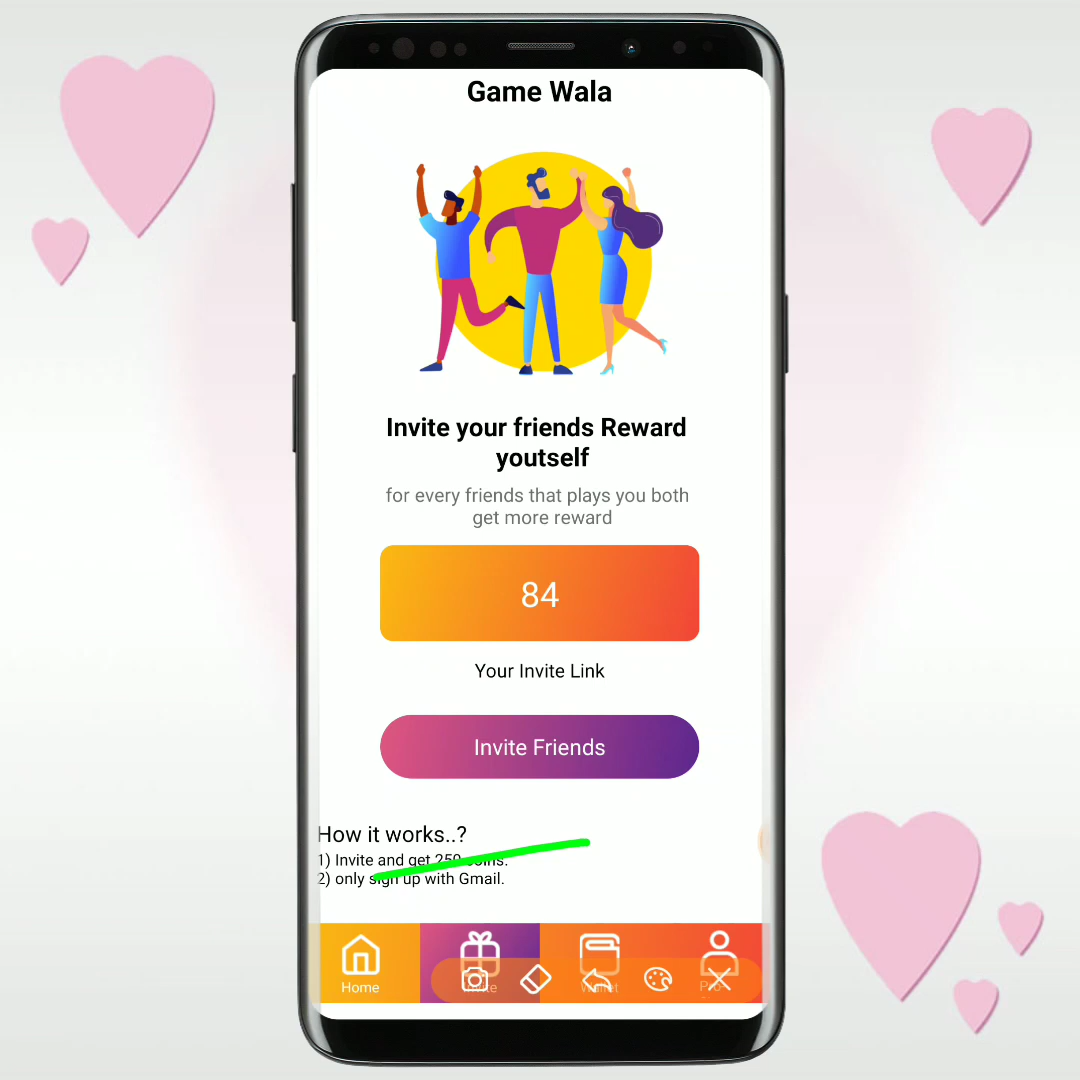 Game Wala
Invite your friends Reward
youtself
for every friends that plays you both
get more reward
84
Your Invite Link
Invite Friends
How it works..?
1) Invite and get 250 coins.
2) only sign up with Gmail.
Home
Invite
Wallet